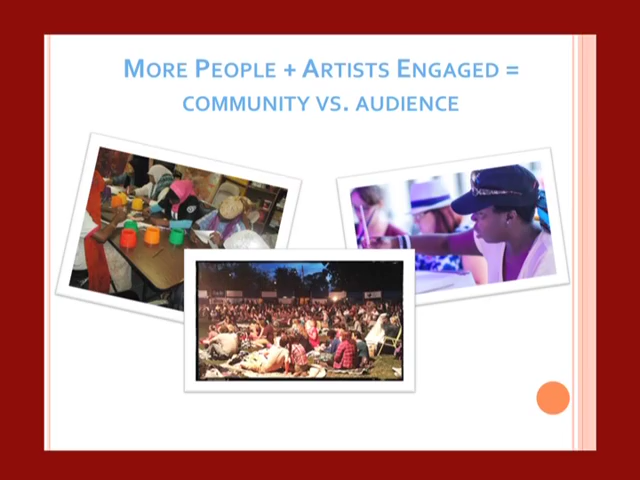 More People + Artists Engaged =
community vs. audience